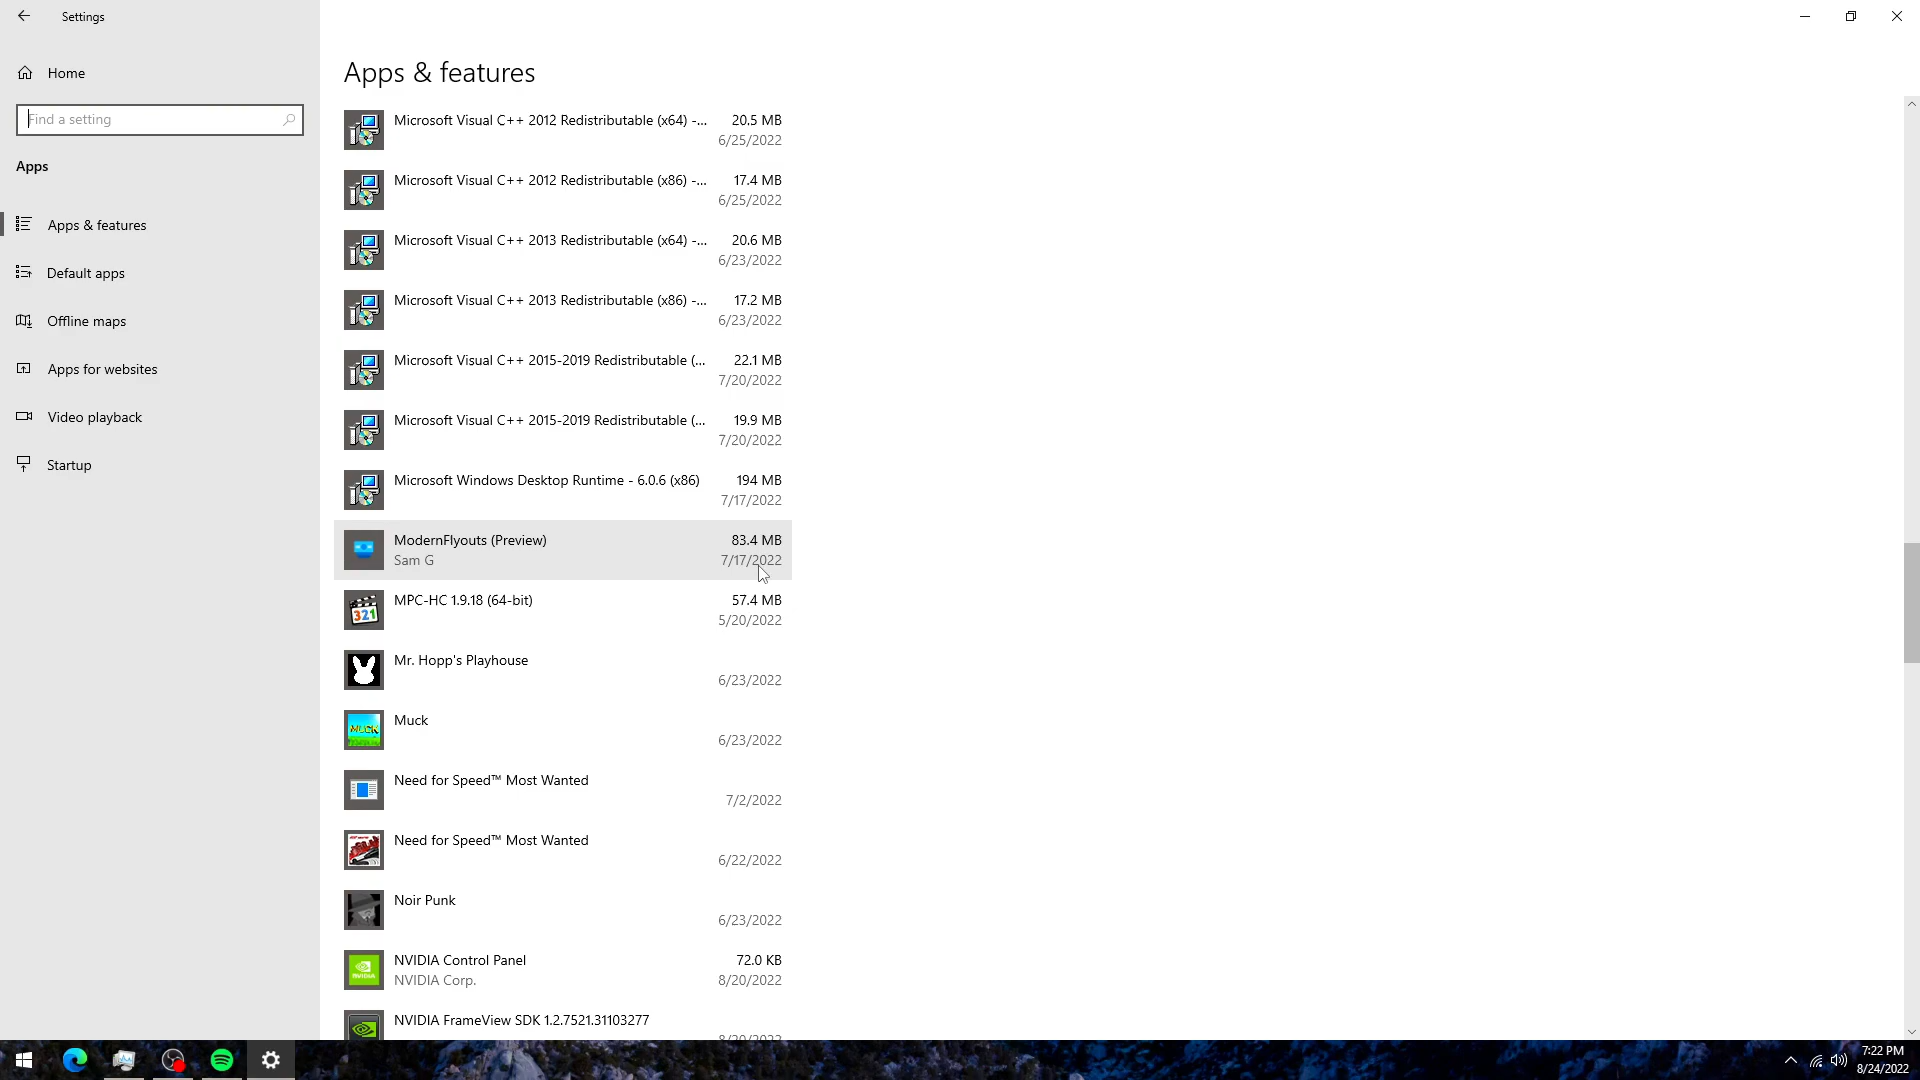 Settings
Home
Find a setting
Apps
Apps & features
Default apps
Offline maps
Apps for websites
Video playback
Startup
Apps & features
Microsoft Visual C++ 2012 Redistributable (x64) -... 20.5 MB
6/25/2022
Microsoft Visual C++ 2012 Redistributable (x86) -... 17.4 MB
6/25/2022
Microsoft Visual C++ 2013 Redistributable (x64) -... 20.6 MB
6/23/2022
Microsoft Visual C++ 2013 Redistributable (x86) -... 17.2 MB
6/23/2022
Microsoft Visual C++ 2015-2019 Redistributable (... 22.1 MB
7/20/2022
Microsoft Visual C++ 2015-2019 Redistributable (... 19.9 MB
7/20/2022
Microsoft Windows Desktop Runtime - 6.0.6 (x86) 194 MB
7/17/2022
ModernFlyouts (Preview) 83.4 MB
Sam G 7/17/2022
321
MPC-HC 1.9.18 (64-bit) 57.4 MB
5/20/2022
Mr. Hopp's Playhouse
6/23/2022
MUCK
Muck
6/23/2022
Need for Speed™ Most Wanted
7/2/2022
Need for Speed™ Most Wanted
6/22/2022
Noir Punk
6/23/2022
NVIDIA
NVIDIA Control Panel 72.0 KB
NVIDIA Corp. 8/20/2022
NVIDIA FrameView SDK 1.2.7521.31103277
8/20/2022
7:22 PM
8/24/2022